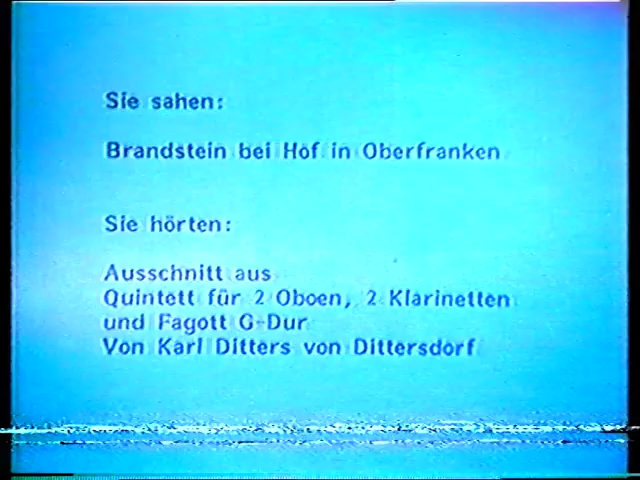 Sie sahen:
Brandstein bei Hof in Oberfranken
Sie hörten:
Ausschnitt aus
Quintett für 2 Oboen, 2 Klarinetten
und Fagott G-Dur
Von Karl Ditters von Dittersdorf